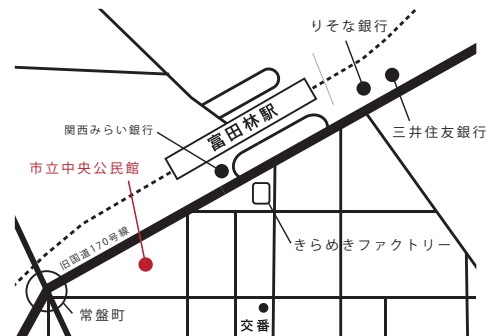 りそな銀行
富田林駅
関西みらい銀行
三井住友銀行
市立中央公民館
旧国道170号線
きらめきファクトリー
常盤町
交番